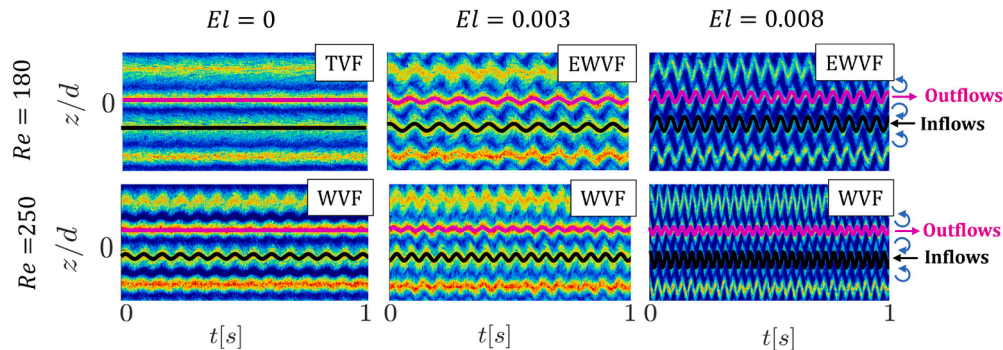 El = 0
El = 0.003
El = 0.008
Re = 180
z/d
0
TVF
EWVF
EWVF
Outflows
Inflows
Re =250
z/d
0
WVF
WVF
WVF
Outflows
Inflows
0
1
0
1
0
1
t[s]
t[s]
t[s]